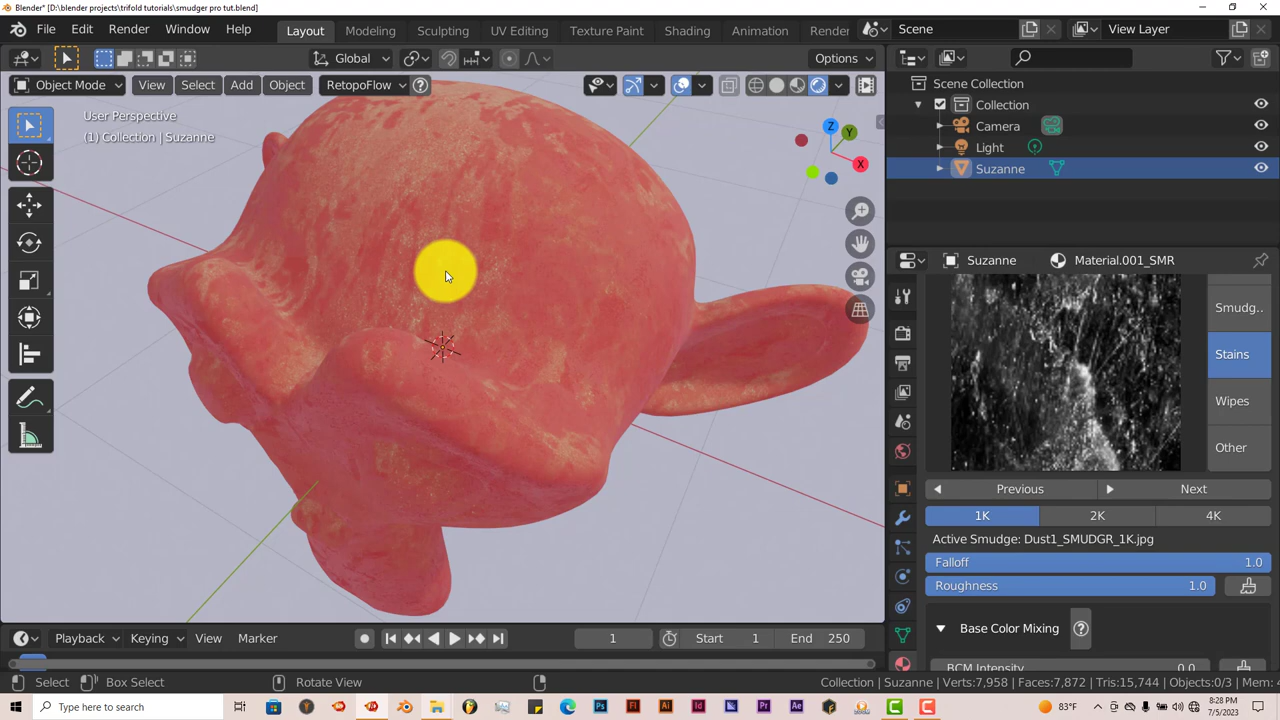 Blender* [D:\blender projects\trifold tutorials\smudger pro tut.blend]
File Edit Render Window Help Layout Modeling Sculpting UV Editing Texture Paint Shading Animation Render Scene View Layer
Global Options
Object Mode View Select Add Object RetopoFlow
User Perspective
(1) Collection | Suzanne
Z Y X
Scene Collection
Collection
Camera
Light
Suzanne
Suzanne Material.001_SMR
Smudg..
Stains
Wipes
Other
Previous Next
1K 2K 4K
Active Smudge: Dust1_SMUDGR_1K.jpg
Falloff 1.0
Roughness 1.0
Base Color Mixing
BCM Intensity 0.0
Playback Keying View Marker 1 Start 1 End 250
Select Box Select Rotate View Collection | Suzanne Verts:7,958 | Faces:7,872 | Tris:15,744 | Objects:0/3 | Mem: 4
Type here to search 83°F 8:28 PM
7/5/2023